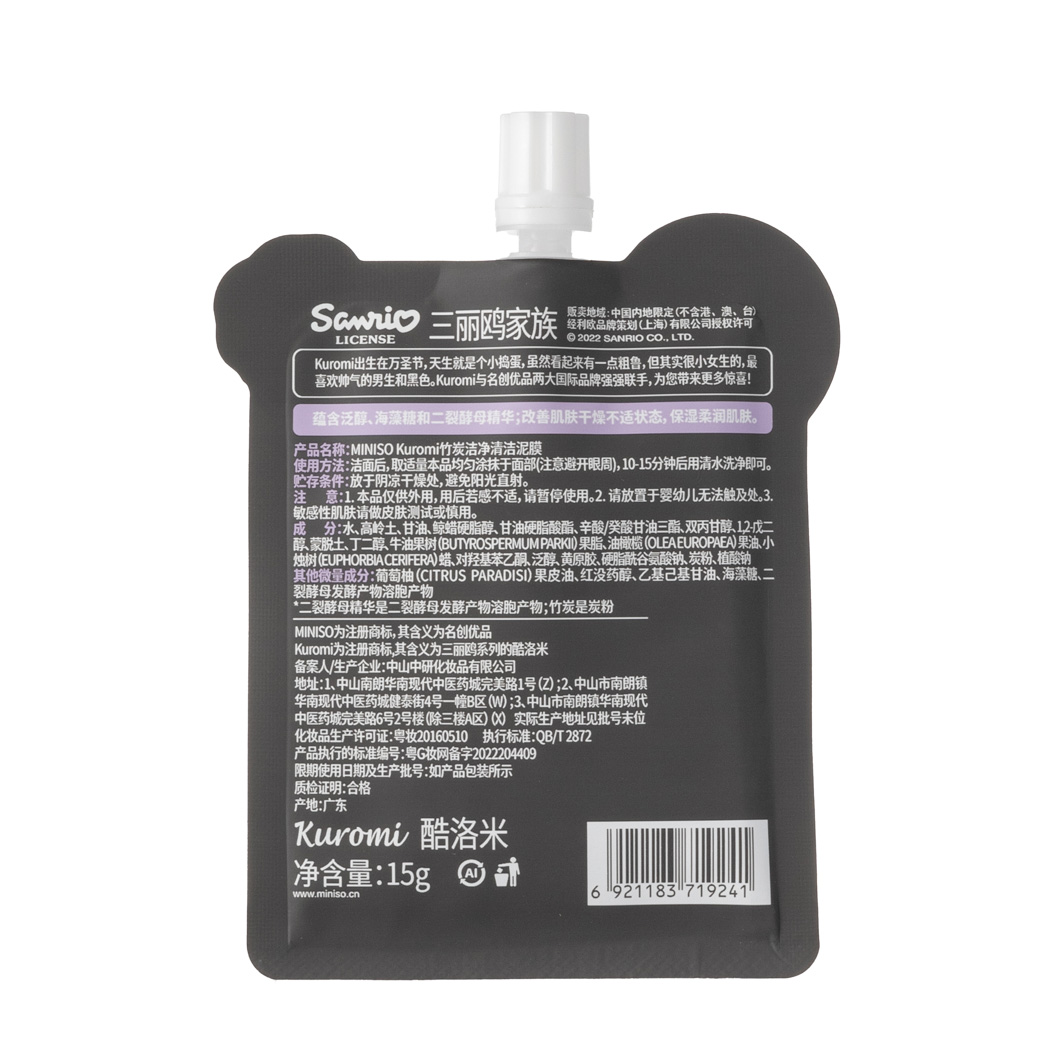 Sanrio
LICENSE
三丽鸥家族
贩卖地域：中国内地限定（不含港、澳、台）
经利欧品牌策划（上海）有限公司授权许可
© 2022 SANRIO CO., LTD.
Kuromi出生在万圣节，天生就是个小捣蛋，虽然看起来有一点粗鲁，但其实很小女生的，最
喜欢帅气的男生和黑色。Kuromi与名创优品两大国际品牌强强联手，为您带来更多惊喜！
蕴含泛醇、海藻糖和二裂酵母精华；改善肌肤干燥不适状态，保湿柔润肌肤。
产品名称：MINISO Kuromi竹炭洁净清洁泥膜
使用方法：洁面后，取适量本品均匀涂抹于面部(注意避开眼周)，10-15分钟后用清水洗净即可。
贮存条件：放于阴凉干燥处，避免阳光直射。
注　意：1. 本品仅供外用，用后若感不适，请暂停使用。2. 请放置于婴幼儿无法触及处。3.
敏感性肌肤请做皮肤测试或慎用。
成　分：水、高岭土、甘油、鲸蜡硬脂醇、甘油硬脂酸酯、辛酸/癸酸甘油三酯、双丙甘醇、1,2-戊二
醇、蒙脱土、丁二醇、牛油果树（BUTYROSPERMUM PARKII）果脂、油橄榄（OLEA EUROPAEA）果油、小
烛树（EUPHORBIA CERIFERA）蜡、对羟基苯乙酮、泛醇、黄原胶、硬脂酰谷氨酸钠、炭粉、植酸钠
其他微量成分：葡萄柚（CITRUS PARADISI）果皮油、红没药醇、乙基己基甘油、海藻糖、二
裂酵母发酵产物溶胞产物
*二裂酵母精华是二裂酵母发酵产物溶胞产物；竹炭是炭粉
MINISO为注册商标，其含义为名创优品
Kuromi为注册商标,其含义为三丽鸥系列的酷洛米
备案人/生产企业：中山中研化妆品有限公司
地址：1、中山南朗华南现代中医药城完美路1号（Z）；2、中山市南朗镇
华南现代中医药城健泰街4号一幢B区（W）；3、中山市南朗镇华南现代
中医药城完美路6号2号楼（除三楼A区）（X） 实际生产地址见批号末位
化妆品生产许可证：粤妆20160510　执行标准：QB/T 2872
产品执行的标准编号：粤G妆网备字2022204409
限期使用日期及生产批号：如产品包装所示
质检证明：合格
产地：广东
Kuromi 酷洛米
净含量：15g
AI
www.miniso.cn
6 921183 719241